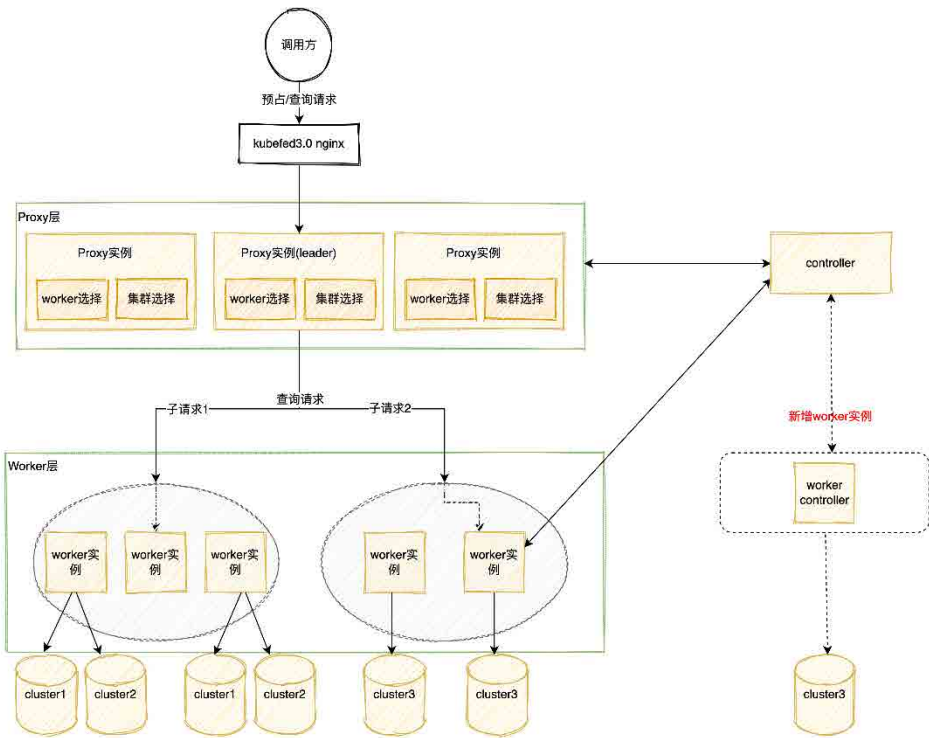 调用方
预占/查询请求
kubefed3.0 nginx
Proxy层
Proxy实例
worker选择
集群选择
Proxy实例(leader)
worker选择
集群选择
Proxy实例
worker选择
集群选择
controller
查询请求
子请求1
子请求2
新增worker实例
Worker层
worker实
例
worker实
例
worker实
例
worker实
例
worker实
例
worker
controller
cluster1
cluster2
cluster1
cluster2
cluster3
cluster3
cluster3